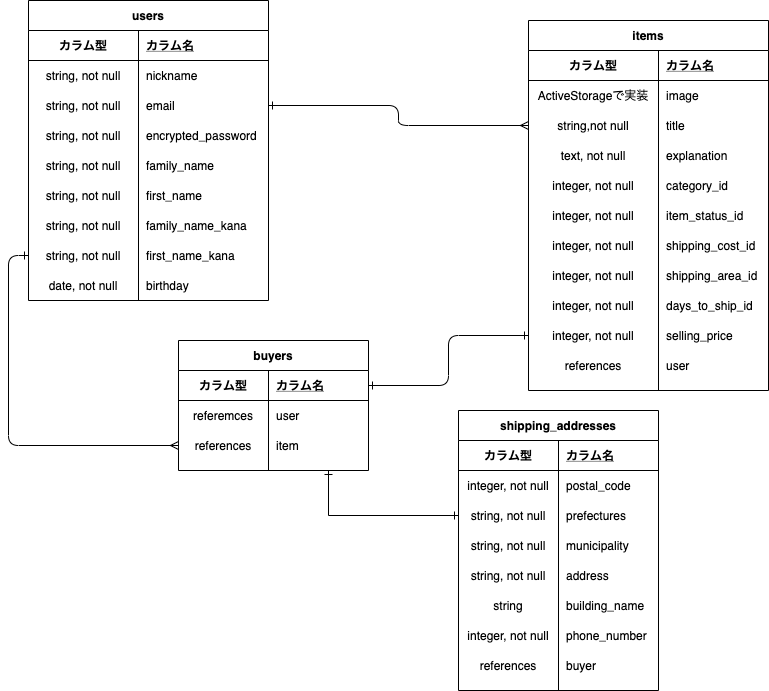 users
カラム型 カラム名
string, not null nickname
string, not null email
string, not null encrypted_password
string, not null family_name
string, not null first_name
string, not null family_name_kana
string, not null first_name_kana
date, not null birthday
items
カラム型 カラム名
ActiveStorageで実装 image
string,not null title
text, not null explanation
integer, not null category_id
integer, not null item_status_id
integer, not null shipping_cost_id
integer, not null shipping_area_id
integer, not null days_to_ship_id
integer, not null selling_price
references user
buyers
カラム型 カラム名
referemces user
references item
shipping_addresses
カラム型 カラム名
integer, not null postal_code
string, not null prefectures
string, not null municipality
string, not null address
string building_name
integer, not null phone_number
references buyer